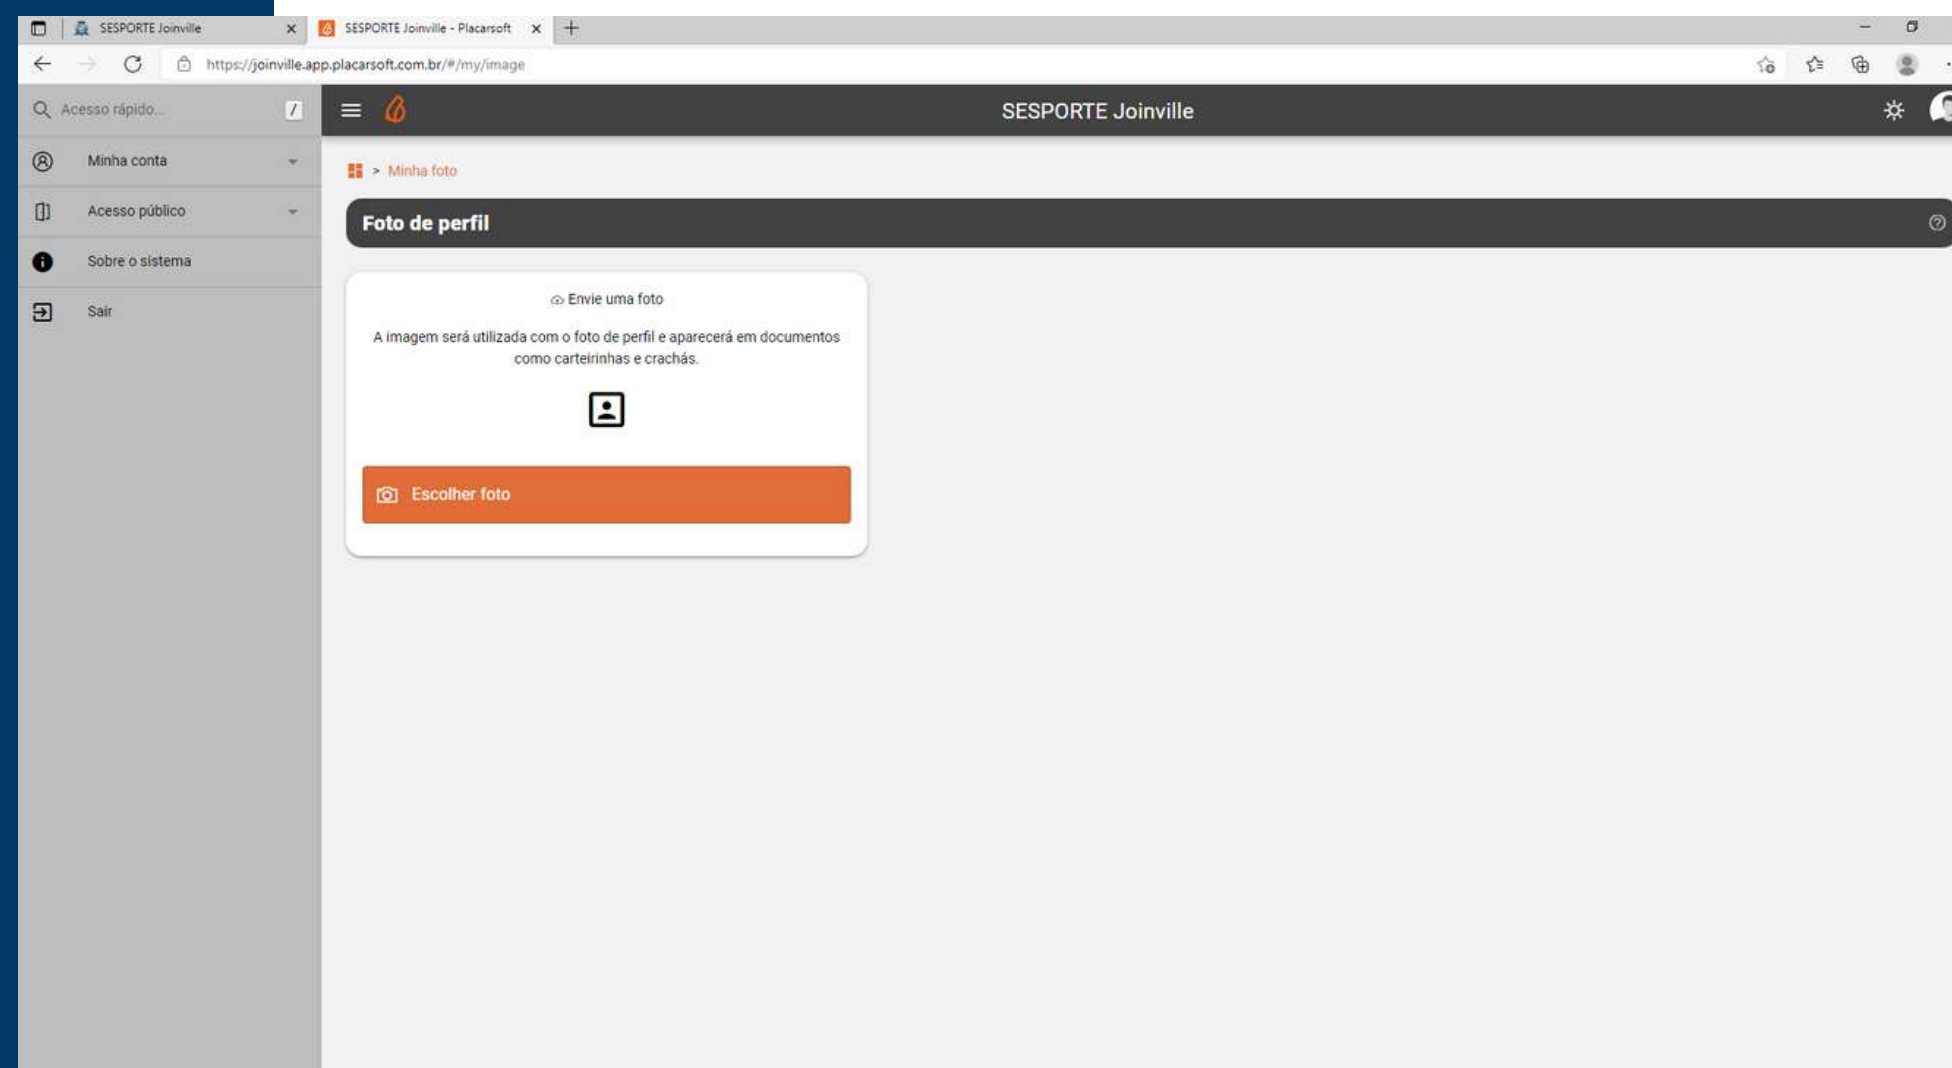 SESPORTE Joinville
SESPORTE Joinville - Placarsoft
https://joinville.app.placarsoft.com.br/#/my/image
Acesso rápido...
/
SESPORTE Joinville
Minha conta
Acesso público
Sobre o sistema
Sair
> Minha foto
Foto de perfil
Envie uma foto
A imagem será utilizada com o foto de perfil e aparecerá em documentos
como carteirinhas e crachás.
Escolher foto